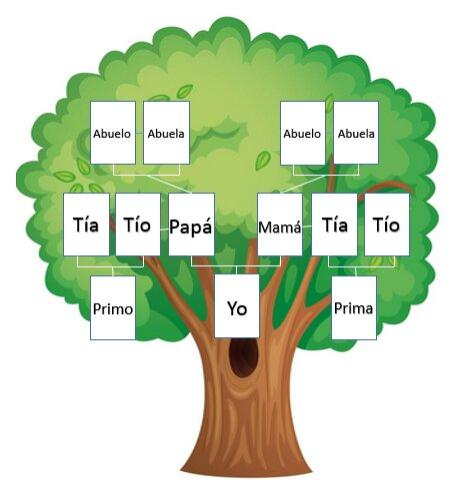 Abuelo Abuela Abuelo Abuela
Tía Tío Papá Mamá Tía Tío
Primo Yo Prima